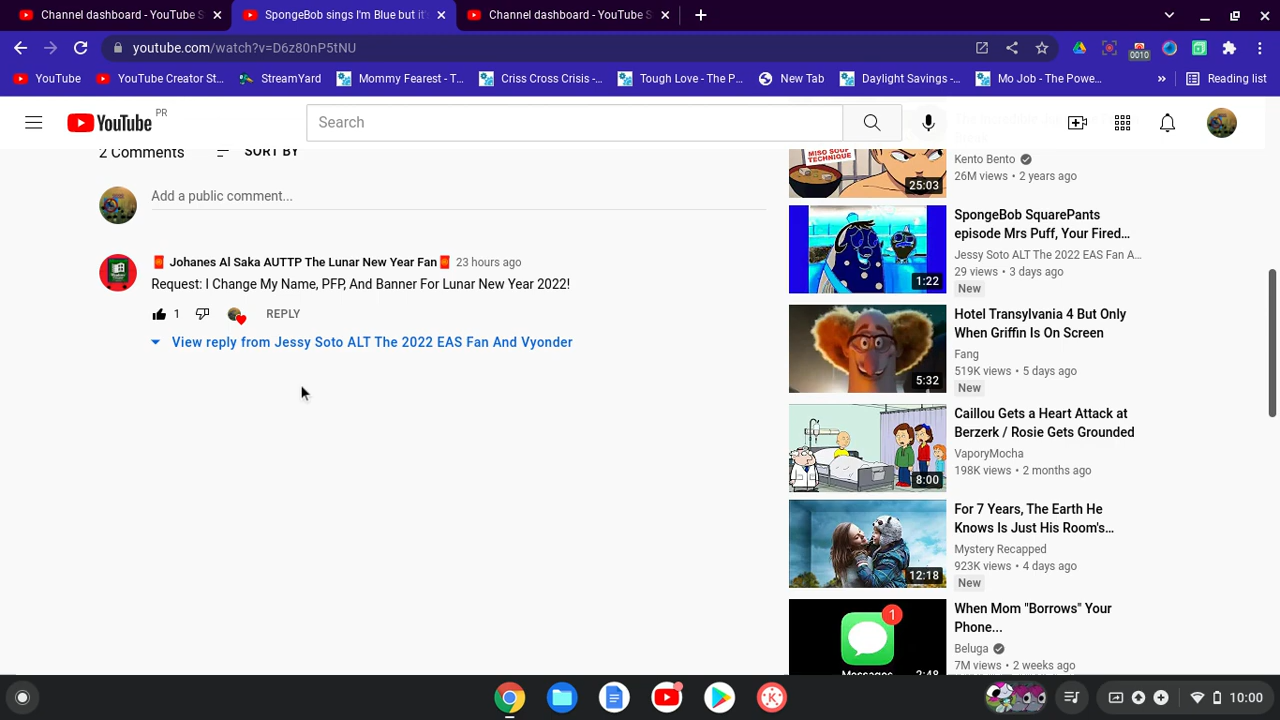 Channel dashboard - YouTube S
SpongeBob sings I'm Blue but it'
Channel dashboard - YouTube S
youtube.com/watch?v=D6z80nP5tNU
0010
YouTube
YouTube Creator St...
StreamYard
Mommy Fearest - T...
Criss Cross Crisis -...
Tough Love - The P...
New Tab
Daylight Savings -...
Mo Job - The Powe...
»
Reading list
YouTube
PR
Search
2 Comments
SORT BY
Add a public comment...
Johanes Al Saka AUTTP The Lunar New Year Fan
23 hours ago
Request: I Change My Name, PFP, And Banner For Lunar New Year 2022!
1
REPLY
View reply from Jessy Soto ALT The 2022 EAS Fan And Vyonder
MISO SOUP
TECHNIQUE
25:03
Kento Bento
26M views • 2 years ago
1:22
SpongeBob SquarePants
episode Mrs Puff, Your Fired...
Jessy Soto ALT The 2022 EAS Fan A...
29 views • 3 days ago
New
5:32
Hotel Transylvania 4 But Only
When Griffin Is On Screen
Fang
519K views • 5 days ago
New
8:00
Caillou Gets a Heart Attack at
Berzerk / Rosie Gets Grounded
VaporyMocha
198K views • 2 months ago
12:18
For 7 Years, The Earth He
Knows Is Just His Room's...
Mystery Recapped
923K views • 4 days ago
New
1
Messages
2:48
When Mom "Borrows" Your
Phone...
Beluga
7M views • 2 weeks ago
10:00